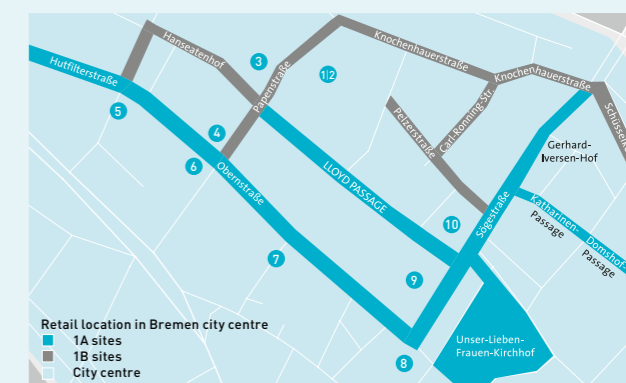 Hutfilterstraße
Hanseatenhof
3
Papenstraße
1|2
Knochenhauerstraße
Knochenhauerstraße
5
4
6
Obernstraße
Pelzerstraße
Carl-Ronning-Str.
Gerhard-
Iversen-Hof
LLOYD PASSAGE
Sögestraße
Katharinen-
Passage
Domshof-
Passage
10
7
9
8
Unser-Lieben-
Frauen-Kirchhof
Retail location in Bremen city centre
1A sites
1B sites
City centre